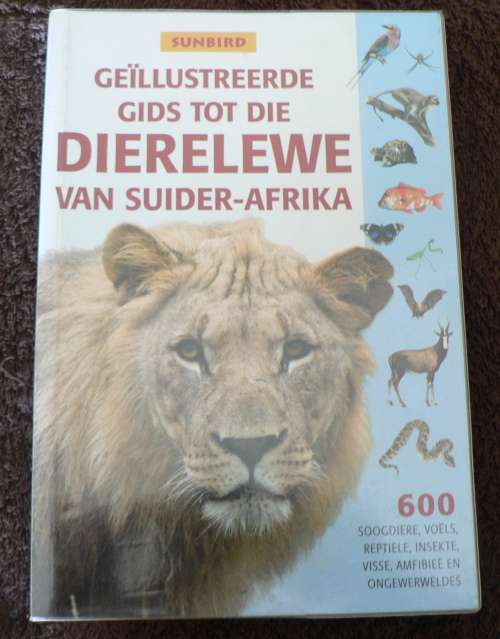 SUNBIRD
GEÏLLUSTREERDE
GIDS TOT DIE
DIERELEWE
VAN SUIDER-AFRIKA
600
SOOGDIERE, VOËLS,
REPTIELE, INSEKTE,
VISSE, AMFIBIEË EN
ONGEWERWELDES